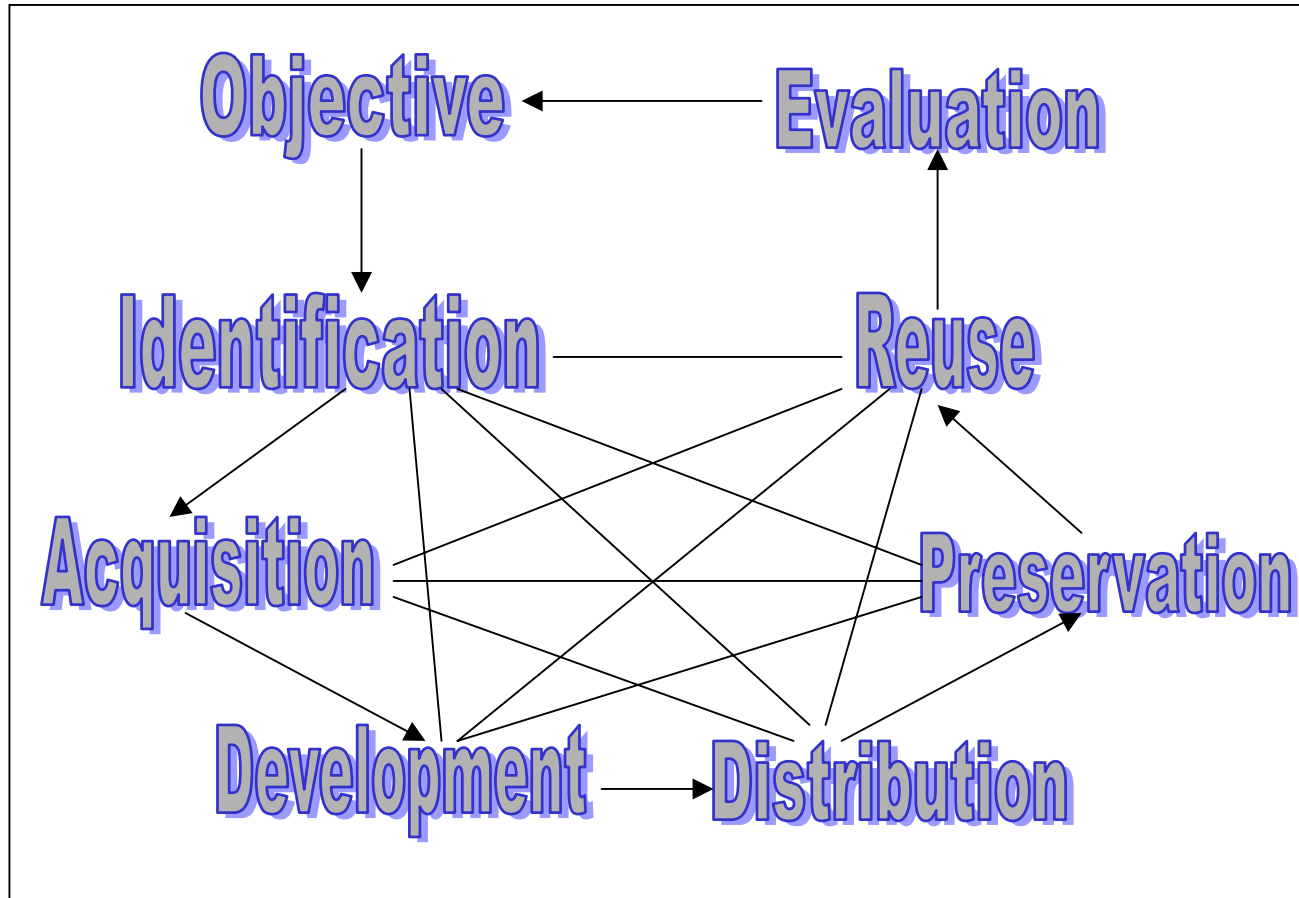 Objective
Evaluation
Identification
Reuse
Acquisition
Preservation
Development
Distribution